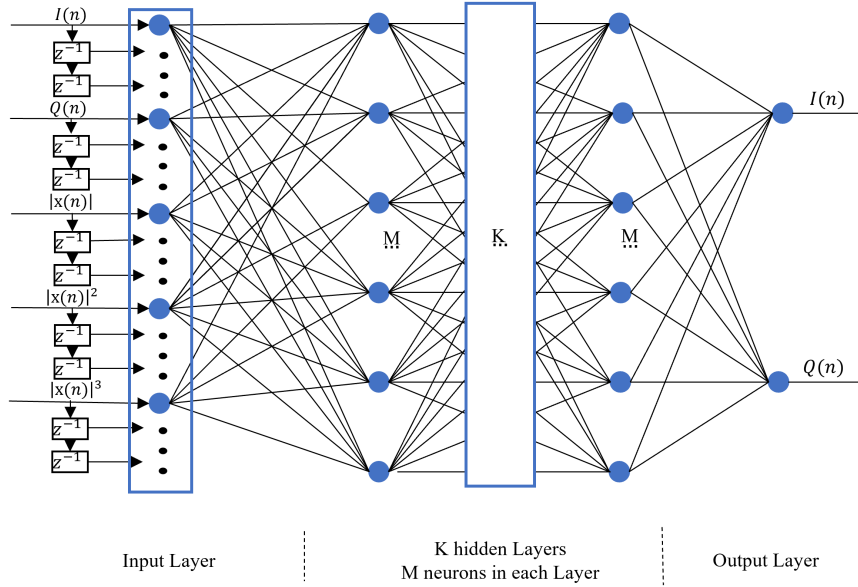 I(n)
z⁻¹
z⁻¹
Q(n)
z⁻¹
z⁻¹
|x(n)|
z⁻¹
z⁻¹
|x(n)|²
z⁻¹
z⁻¹
|x(n)|³
z⁻¹
z⁻¹
M
...
K
...
M
...
I(n)
Q(n)
Input Layer
K hidden Layers
M neurons in each Layer
Output Layer